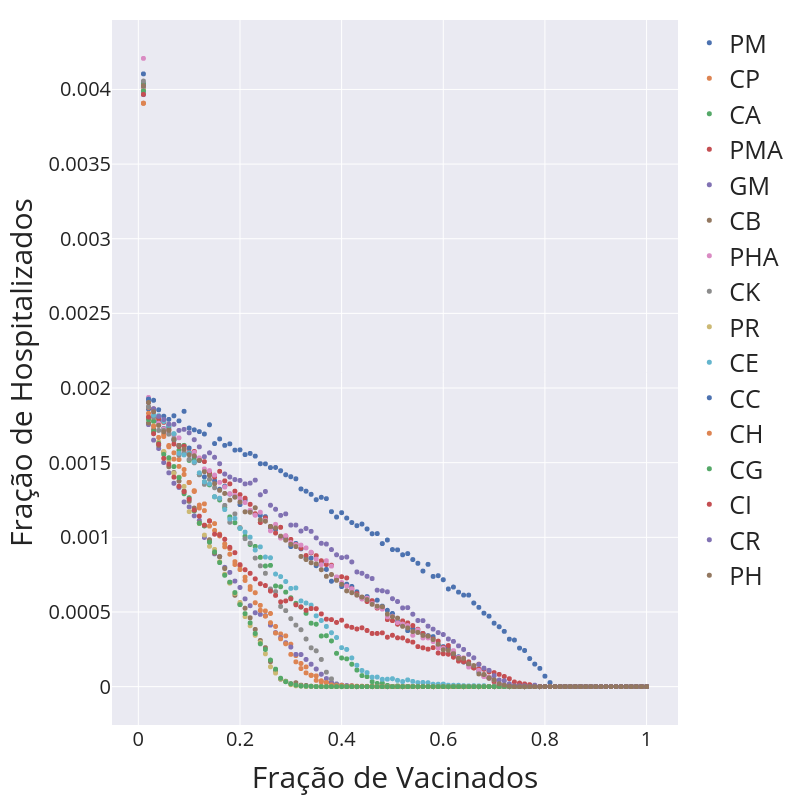 0.004
0.0035
0.003
0.0025
0.002
0.0015
0.001
0.0005
0
0
0.2
0.4
0.6
0.8
1
Fração de Hospitalizados
Fração de Vacinados
PM
CP
CA
PMA
GM
CB
PHA
CK
PR
CE
CC
CH
CG
CI
CR
PH